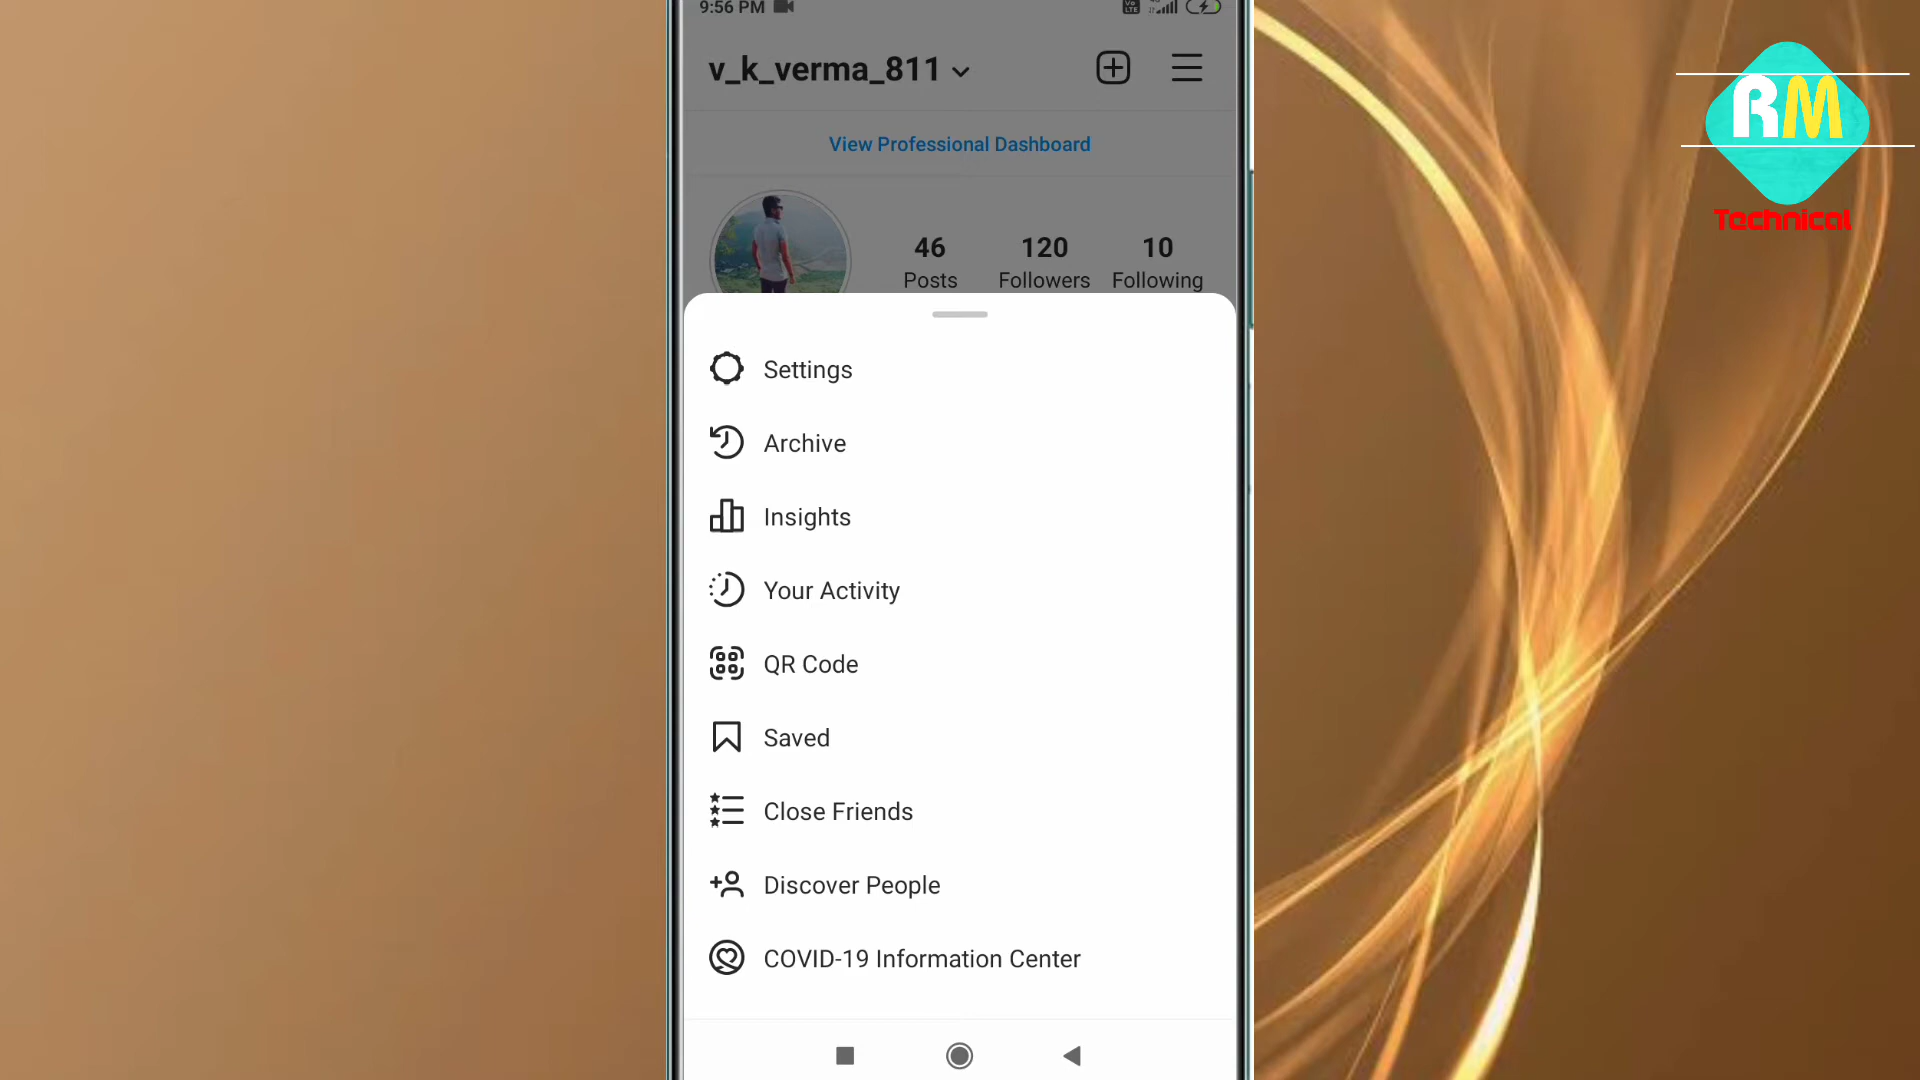 9:56 PM
v_k_verma_811
View Professional Dashboard
46 120 10
Posts Followers Following
Settings
Archive
Insights
Your Activity
QR Code
Saved
Close Friends
Discover People
COVID-19 Information Center
RM
Technical